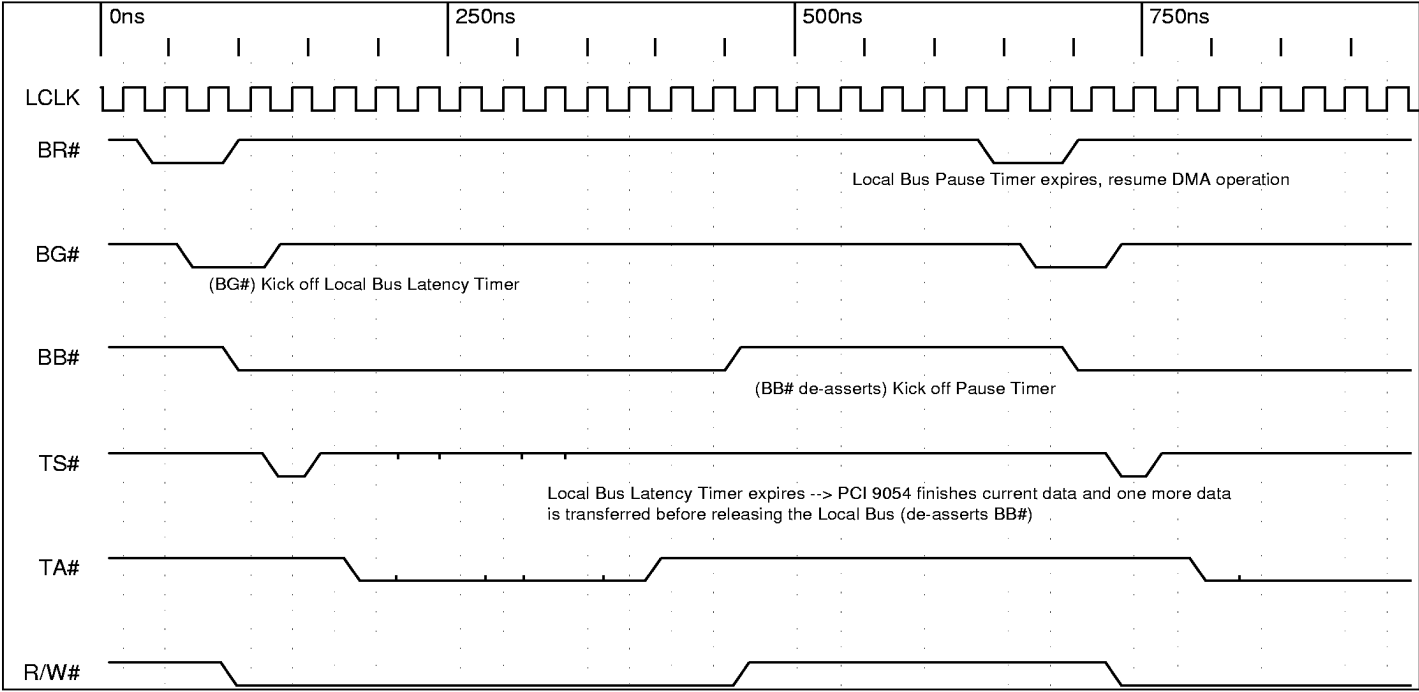 0ns 250ns 500ns 750ns
LCLK
BR#
Local Bus Pause Timer expires, resume DMA operation
BG#
(BG#) Kick off Local Bus Latency Timer
BB#
(BB# de-asserts) Kick off Pause Timer
TS#
Local Bus Latency Timer expires --> PCI 9054 finishes current data and one more data
is transferred before releasing the Local Bus (de-asserts BB#)
TA#
R/W#